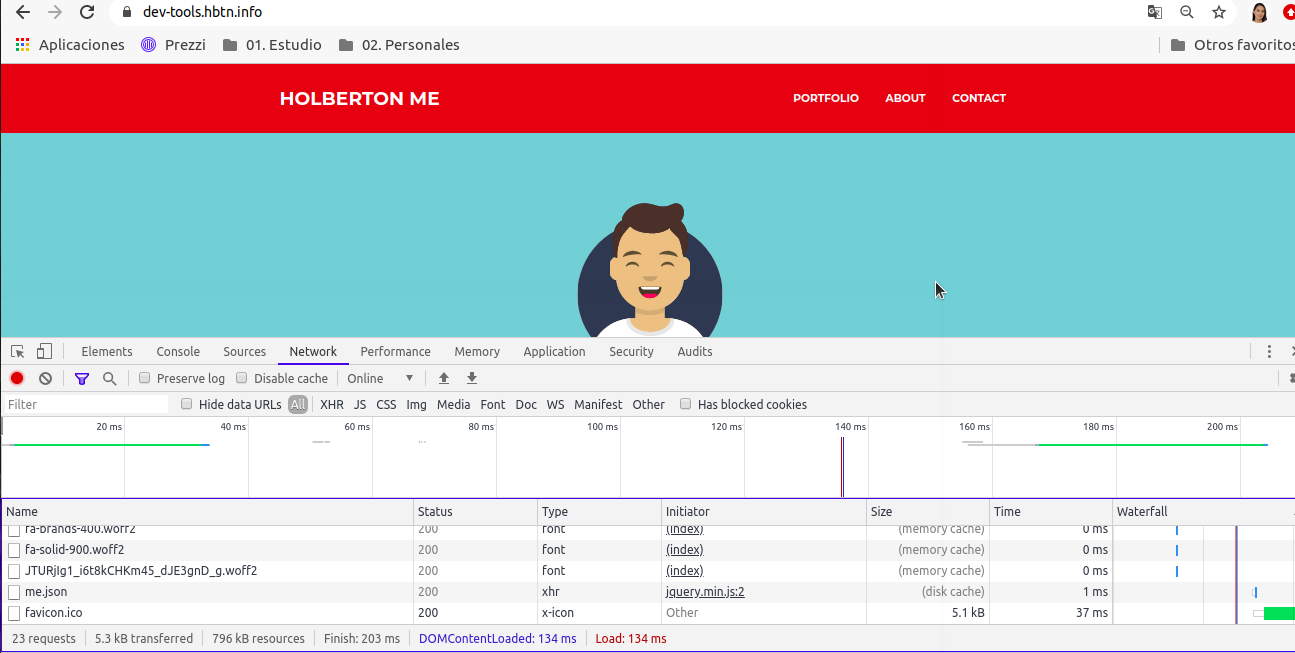 dev-tools.hbtn.info
Aplicaciones Prezzi 01. Estudio 02. Personales Otros favoritos
HOLBERTON ME PORTFOLIO ABOUT CONTACT
Elements Console Sources Network Performance Memory Application Security Audits
Preserve log Disable cache Online
Filter Hide data URLs All XHR JS CSS Img Media Font Doc WS Manifest Other Has blocked cookies
20 ms 40 ms 60 ms 80 ms 100 ms 120 ms 140 ms 160 ms 180 ms 200 ms
Name Status Type Initiator Size Time Waterfall
fa-brands-400.woff2 200 font (index) (memory cache) 0 ms
fa-solid-900.woff2 200 font (index) (memory cache) 0 ms
JTURjIg1_i6t8kCHKm45_dJE3gnD_g.woff2 200 font (index) (memory cache) 0 ms
me.json 200 xhr jquery.min.js:2 (disk cache) 1 ms
favicon.ico 200 x-icon Other 5.1 kB 37 ms
23 requests 5.3 kB transferred 796 kB resources Finish: 203 ms DOMContentLoaded: 134 ms Load: 134 ms